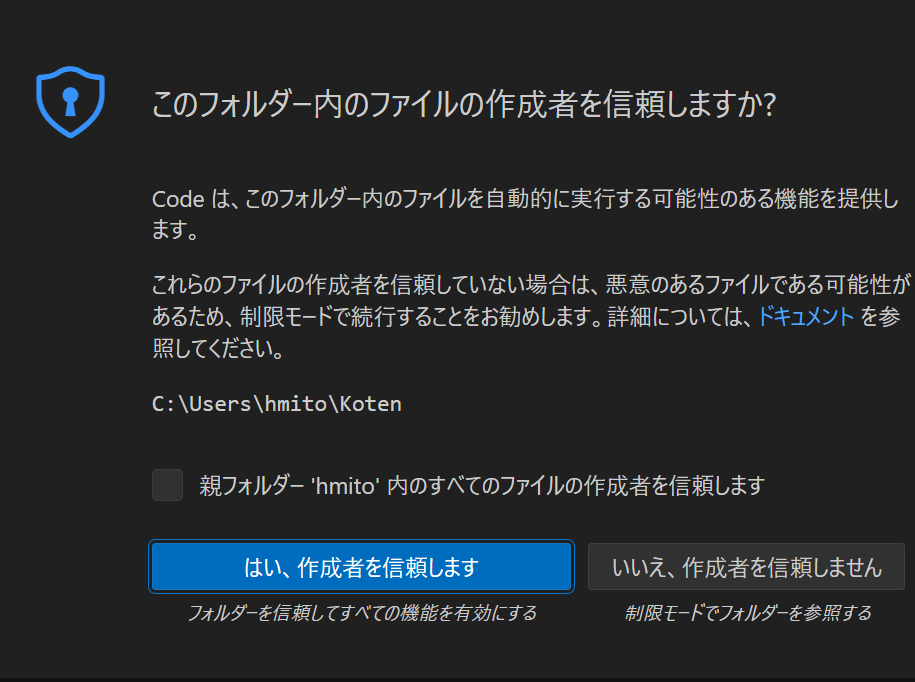 このフォルダー内のファイルの作成者を信頼しますか?
Code は、このフォルダー内のファイルを自動的に実行する可能性のある機能を提供し
ます。
これらのファイルの作成者を信頼していない場合は、悪意のあるファイルである可能性が
あるため、制限モードで続行することをお勧めします。詳細については、ドキュメント を参
照してください。
C:\Users\hmito\Koten
親フォルダー 'hmito' 内のすべてのファイルの作成者を信頼します
はい、作成者を信頼します
いいえ、作成者を信頼しません
フォルダーを信頼してすべての機能を有効にする
制限モードでフォルダーを参照する